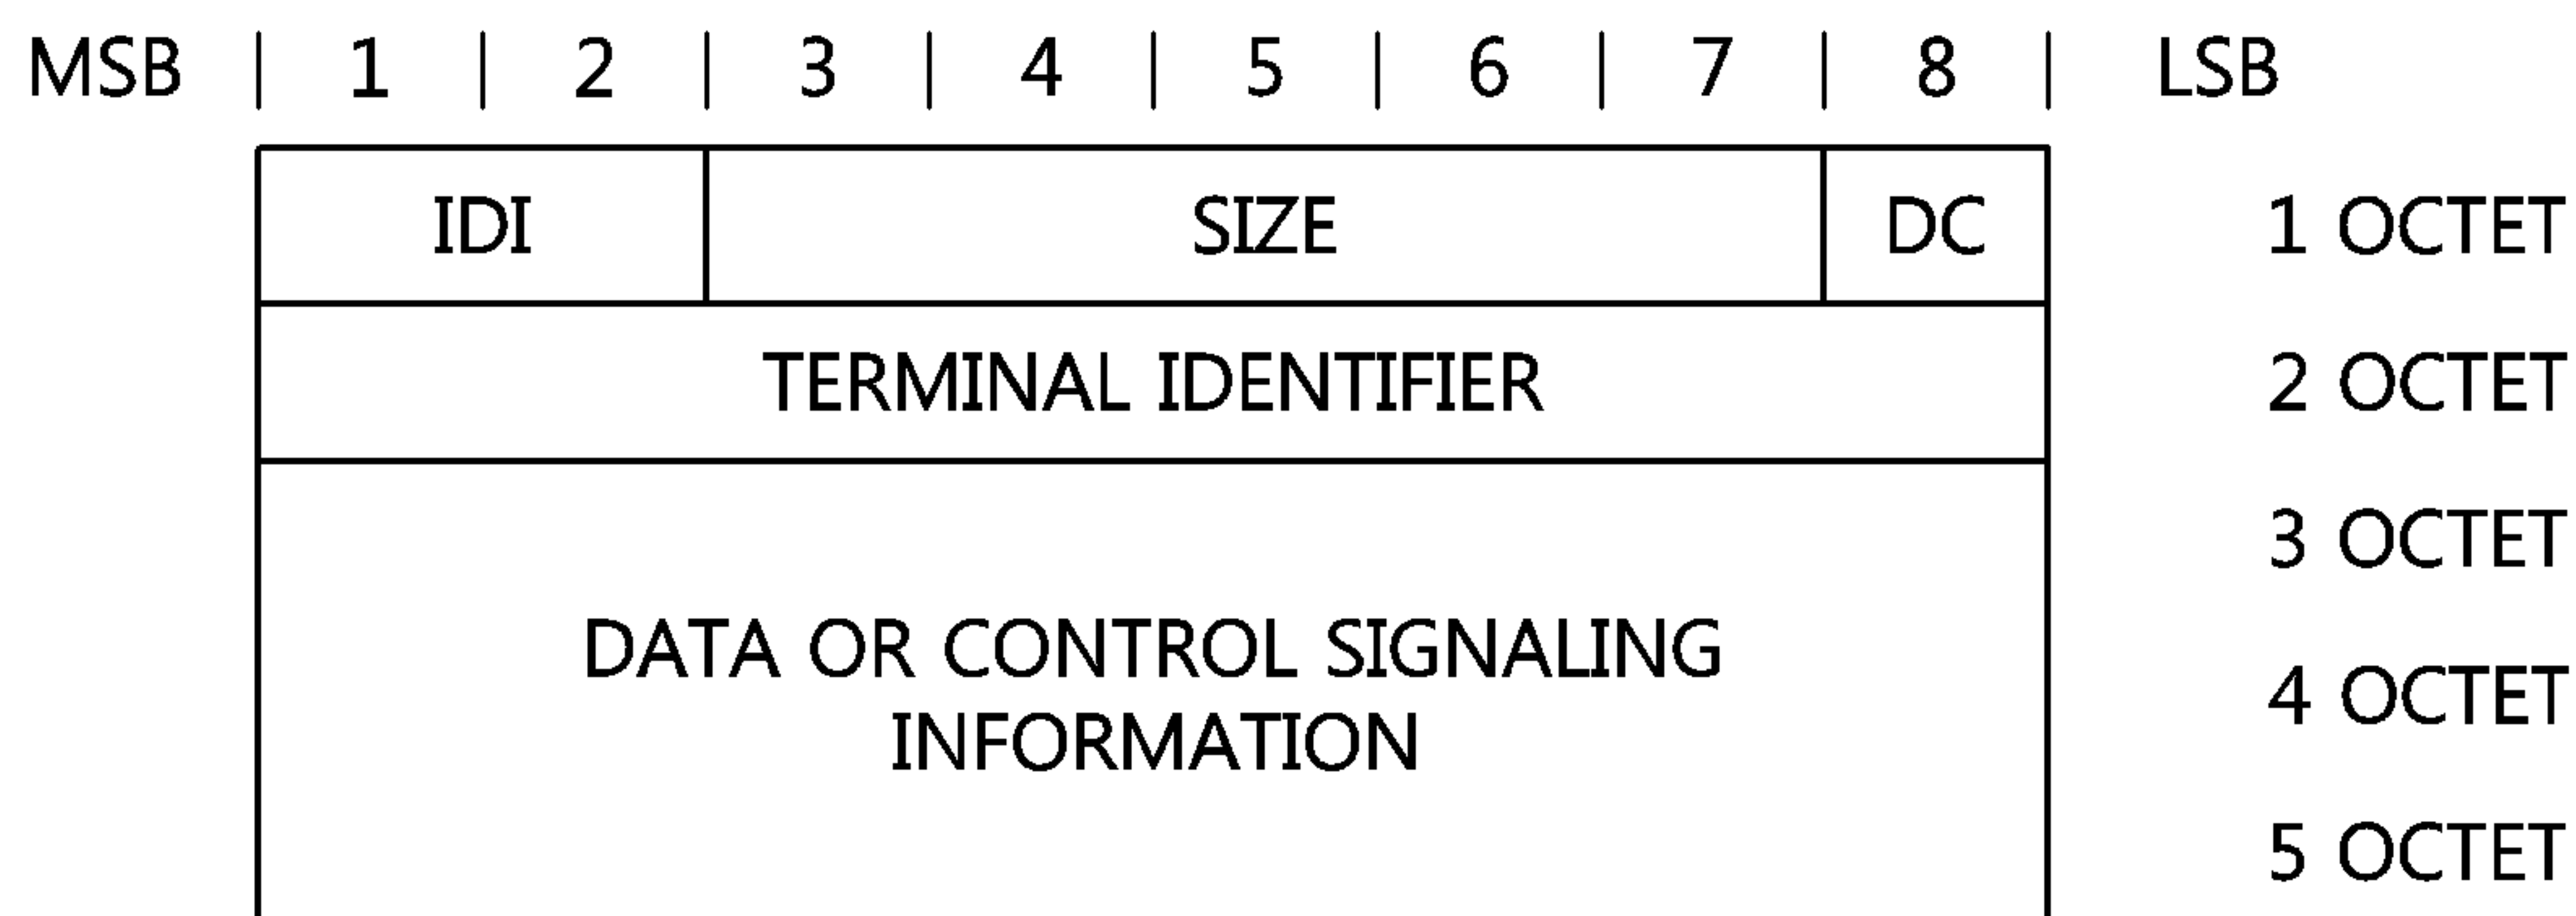 MSB | 1 | 2 | 3 | 4 | 5 | 6 | 7 | 8 | LSB
IDI SIZE DC 1 OCTET
TERMINAL IDENTIFIER 2 OCTET
3 OCTET
DATA OR CONTROL SIGNALING
INFORMATION
4 OCTET
5 OCTET